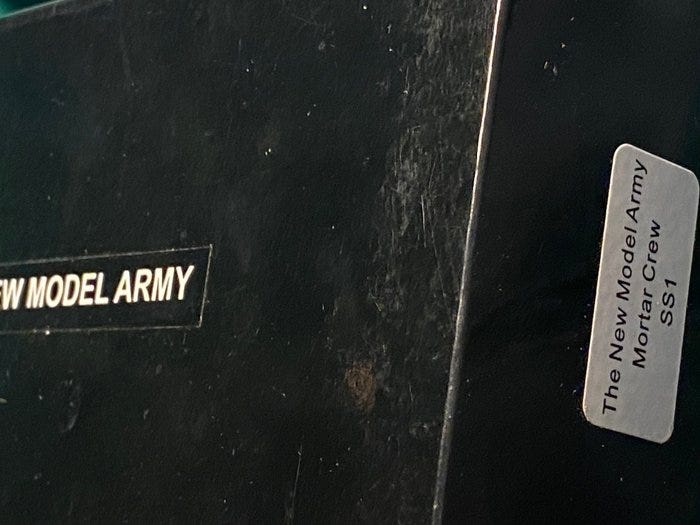 EW MODEL ARMY
The New Model Army
Mortar Crew
SS1